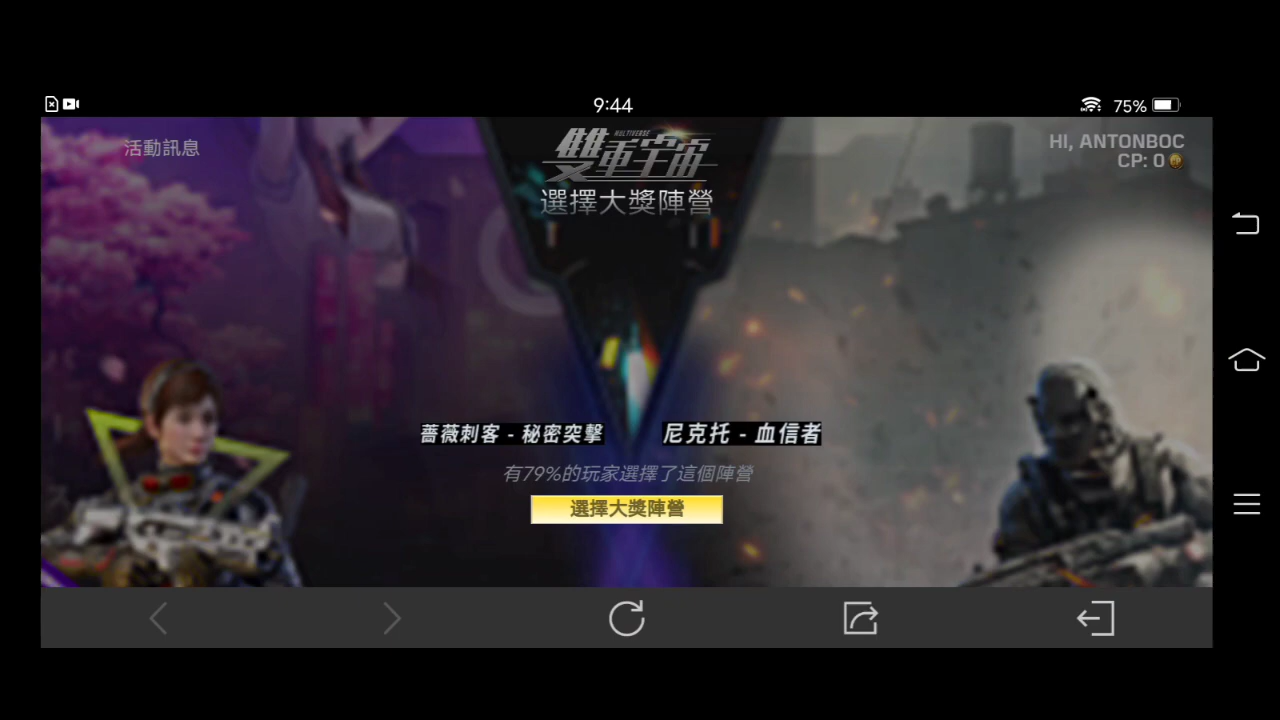 9:44
75%
活動訊息
MULTIVERSE
雙重宇宙
選擇大獎陣營
HI, ANTONBOC
CP: 0
薔薇刺客 - 秘密突擊
尼克托 - 血信者
有79%的玩家選擇了這個陣營
選擇大獎陣營